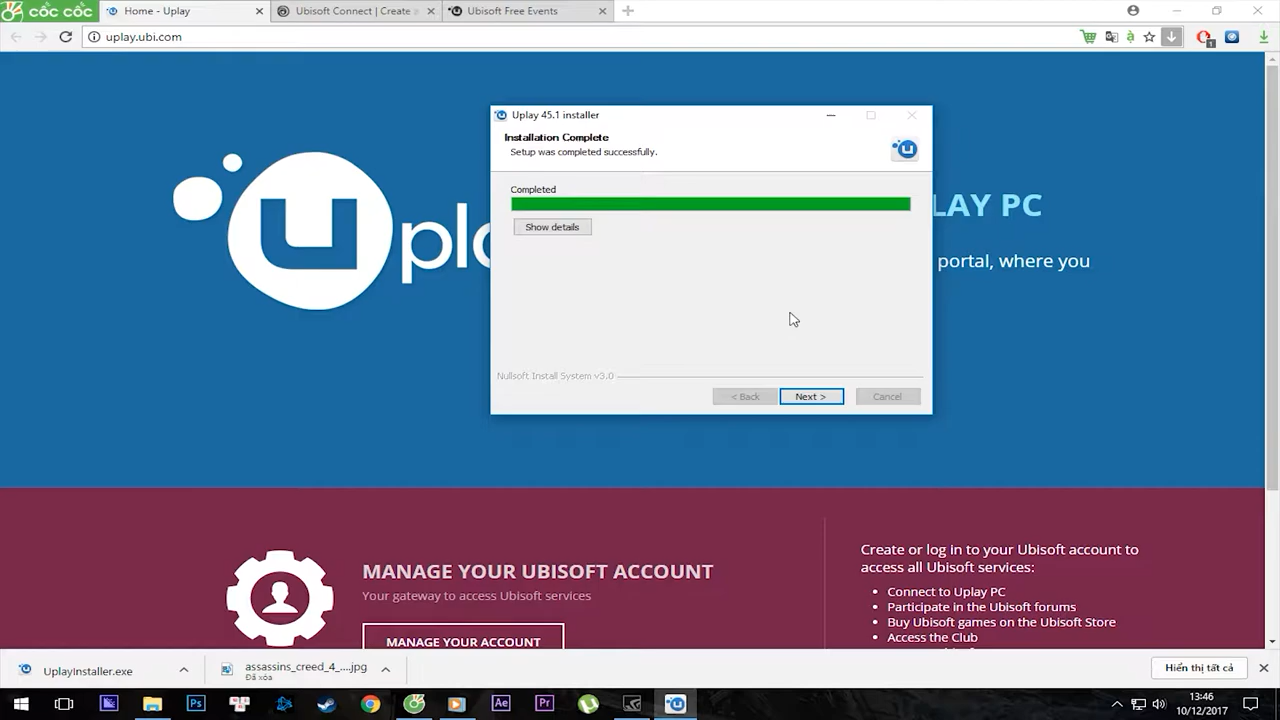 cốc cốc
Home - Uplay
Ubisoft Connect | Create a
Ubisoft Free Events
uplay.ubi.com
1
Uplay 45.1 installer
Installation Complete
Setup was completed successfully.
Completed
Show details
Nullsoft Install System v3.0
< Back
Next >
Cancel
LAY PC
portal, where you
MANAGE YOUR UBISOFT ACCOUNT
Your gateway to access Ubisoft services
MANAGE YOUR ACCOUNT
Create or log in to your Ubisoft account to
access all Ubisoft services:
Connect to Uplay PC
Participate in the Ubisoft forums
Buy Ubisoft games on the Ubisoft Store
Access the Club
UplayInstaller.exe
assassins_creed_4_....jpg
Đã xóa
Hiển thị tất cả
Ps
Ae
Pr
13:46
10/12/2017